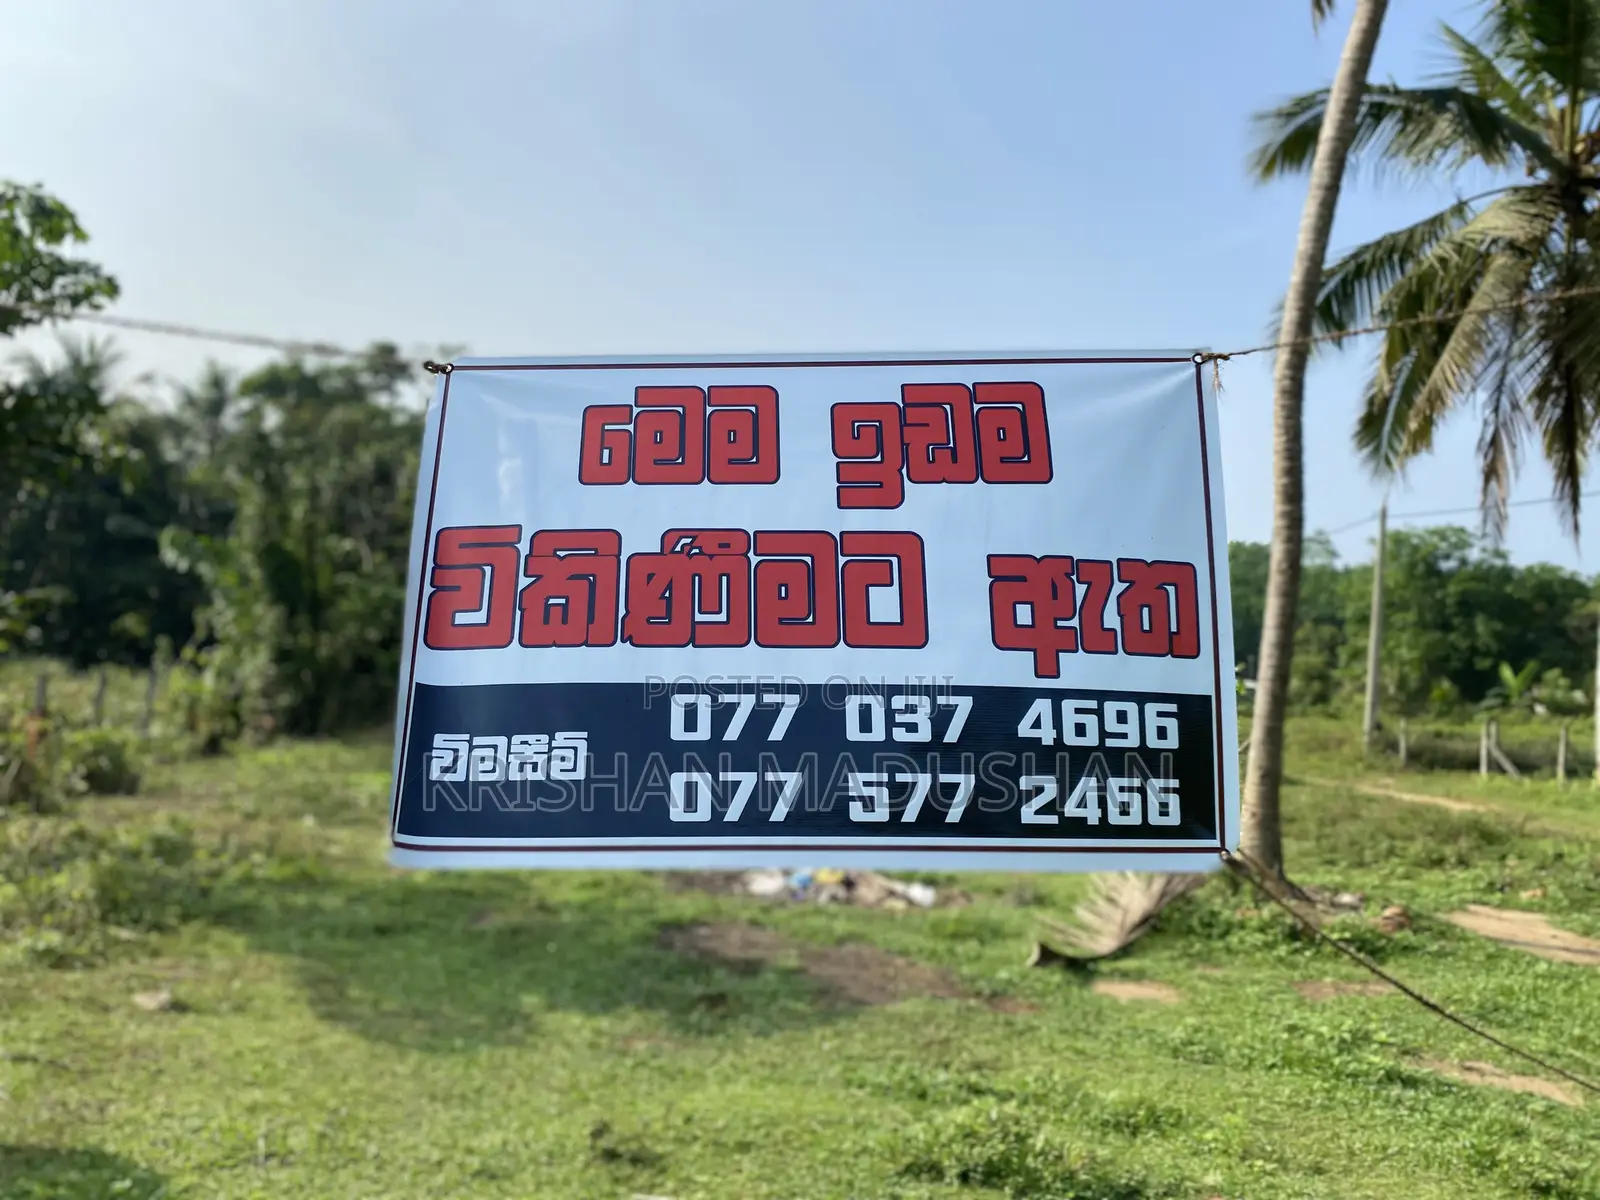 මෙම ඉඩම
විකිණීමට ඇත
POSTED ON JIJI
විමසීම්
077 037 4696
KRISHAN MADUSHAN
077 577 2466